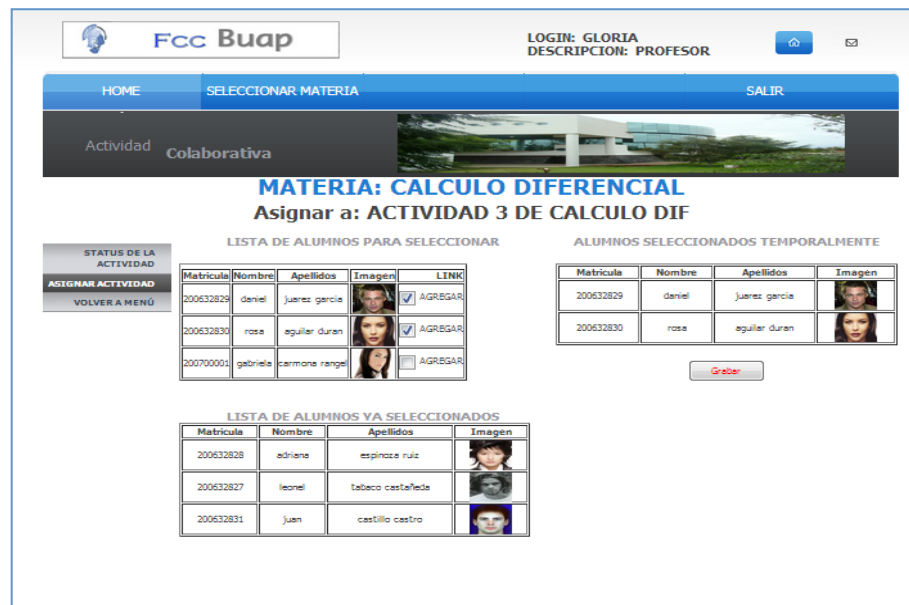 Fcc Buap
LOGIN: GLORIA
DESCRIPCION: PROFESOR
HOME SELECCIONAR MATERIA SALIR
Actividad Colaborativa
MATERIA: CALCULO DIFERENCIAL
Asignar a: ACTIVIDAD 3 DE CALCULO DIF
STATUS DE LA
ACTIVIDAD
ASIGNAR ACTIVIDAD
VOLVER A MENÚ
LISTA DE ALUMNOS PARA SELECCIONAR
Matricula Nombre Apellidos Imagen LINK
200632829 daniel juarez garcia AGREGAR
200632830 rosa aguilar duran AGREGAR
200700001 gabriela carmona rangel AGREGAR
ALUMNOS SELECCIONADOS TEMPORALMENTE
Matricula Nombre Apellidos Imagen
200632829 daniel juarez garcia
200632830 rosa aguilar duran
Grabar
LISTA DE ALUMNOS YA SELECCIONADOS
Matricula Nombre Apellidos Imagen
200632828 adriana espinoza ruiz
200632827 leonel tabaco castañeda
200632831 juan castillo castro